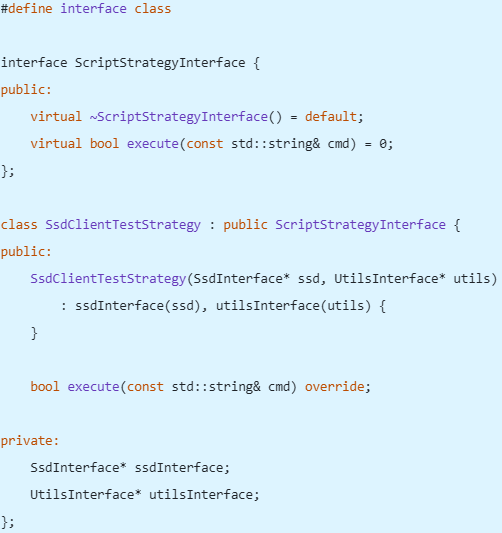 #define interface class
interface ScriptStrategyInterface {
public:
    virtual ~ScriptStrategyInterface() = default;
    virtual bool execute(const std::string& cmd) = 0;
};
class SsdClientTestStrategy : public ScriptStrategyInterface {
public:
    SsdClientTestStrategy(SsdInterface* ssd, UtilsInterface* utils)
        : ssdInterface(ssd), utilsInterface(utils) {
    }
    bool execute(const std::string& cmd) override;
private:
    SsdInterface* ssdInterface;
    UtilsInterface* utilsInterface;
};